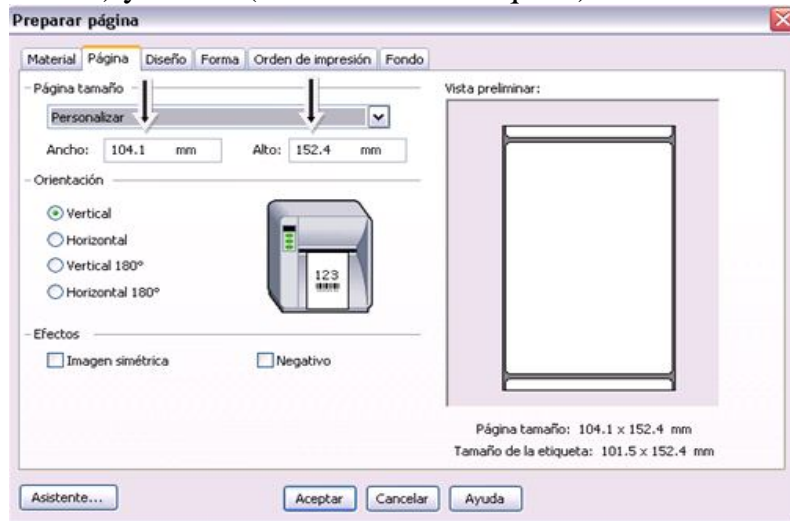 Preparar página
Material Página Diseño Forma Orden de impresión Fondo
Página tamaño
Personalizar
Ancho: 104.1 mm Alto: 152.4 mm
Orientación
Vertical
Horizontal
Vertical 180°
Horizontal 180°
123
Efectos
Imagen simétrica Negativo
Vista preliminar:
Página tamaño: 104.1 x 152.4 mm
Tamaño de la etiqueta: 101.5 x 152.4 mm
Asistente... Aceptar Cancelar Ayuda